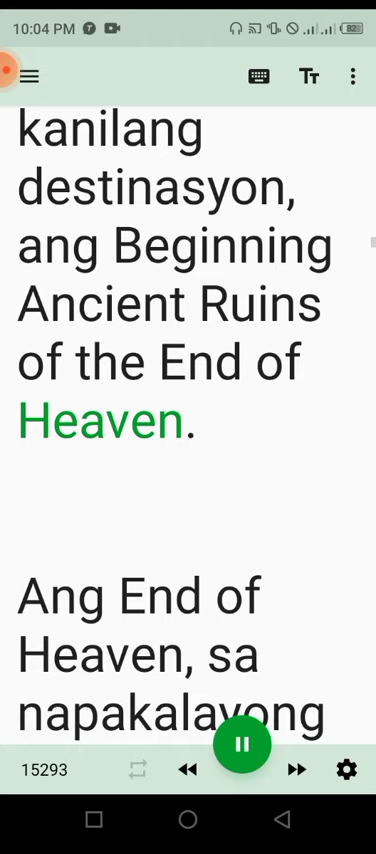 10:04 PM
82
kanilang
destinasyon,
ang Beginning
Ancient Ruins
of the End of
Heaven.
Ang End of
Heaven, sa
napakalayong
15293